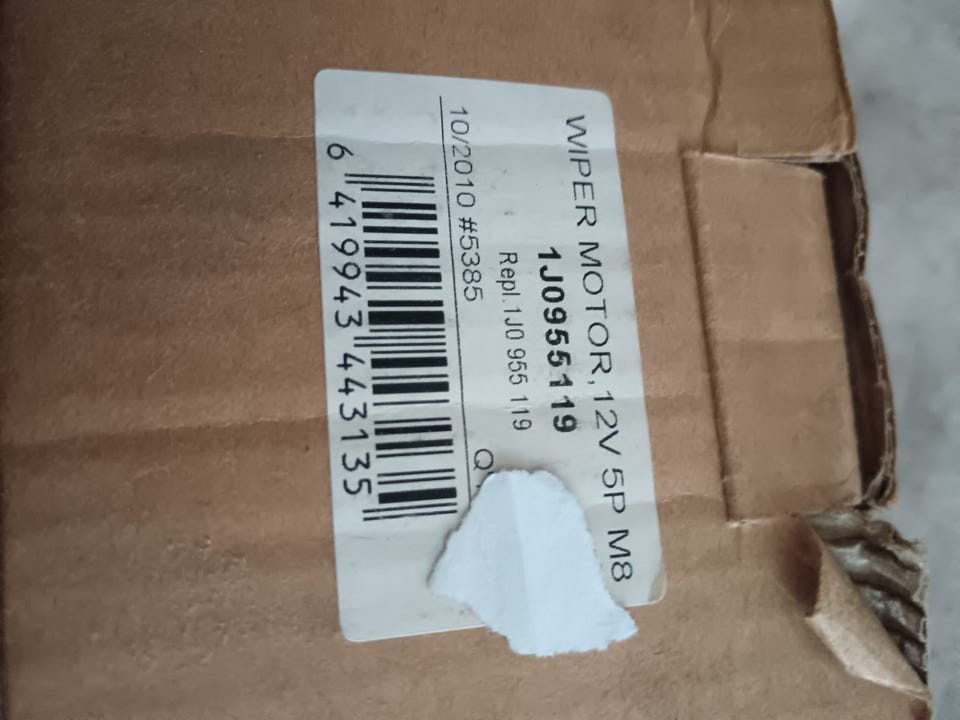 WIPER MOTOR,12V 5P M8
1J0955119
Repl.1J0 955 119
10/2010 #5385
Q
6 419943 443135